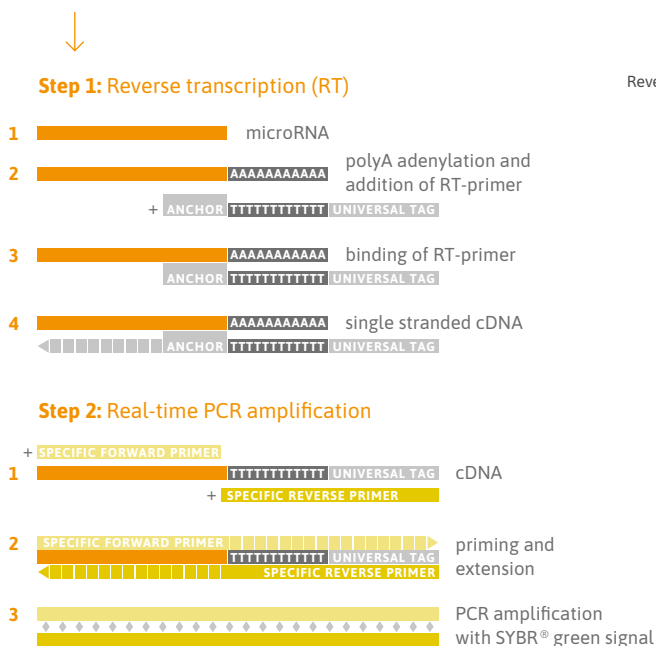 Step 1: Reverse transcription (RT)
Reve
1 microRNA
2 AAAAAAAAAAA polyA adenylation and
addition of RT-primer
+ ANCHOR TTTTTTTTTTTT UNIVERSAL TAG
3 AAAAAAAAAAA binding of RT-primer
ANCHOR TTTTTTTTTTTT UNIVERSAL TAG
4 AAAAAAAAAAA single stranded cDNA
ANCHOR TTTTTTTTTTTT UNIVERSAL TAG
Step 2: Real-time PCR amplification
+ SPECIFIC FORWARD PRIMER
1 TTTTTTTTTTTT UNIVERSAL TAG cDNA
+ SPECIFIC REVERSE PRIMER
2 SPECIFIC FORWARD PRIMER priming and
TTTTTTTTTTTT UNIVERSAL TAG
SPECIFIC REVERSE PRIMER extension
3 PCR amplification
with SYBR® green signal